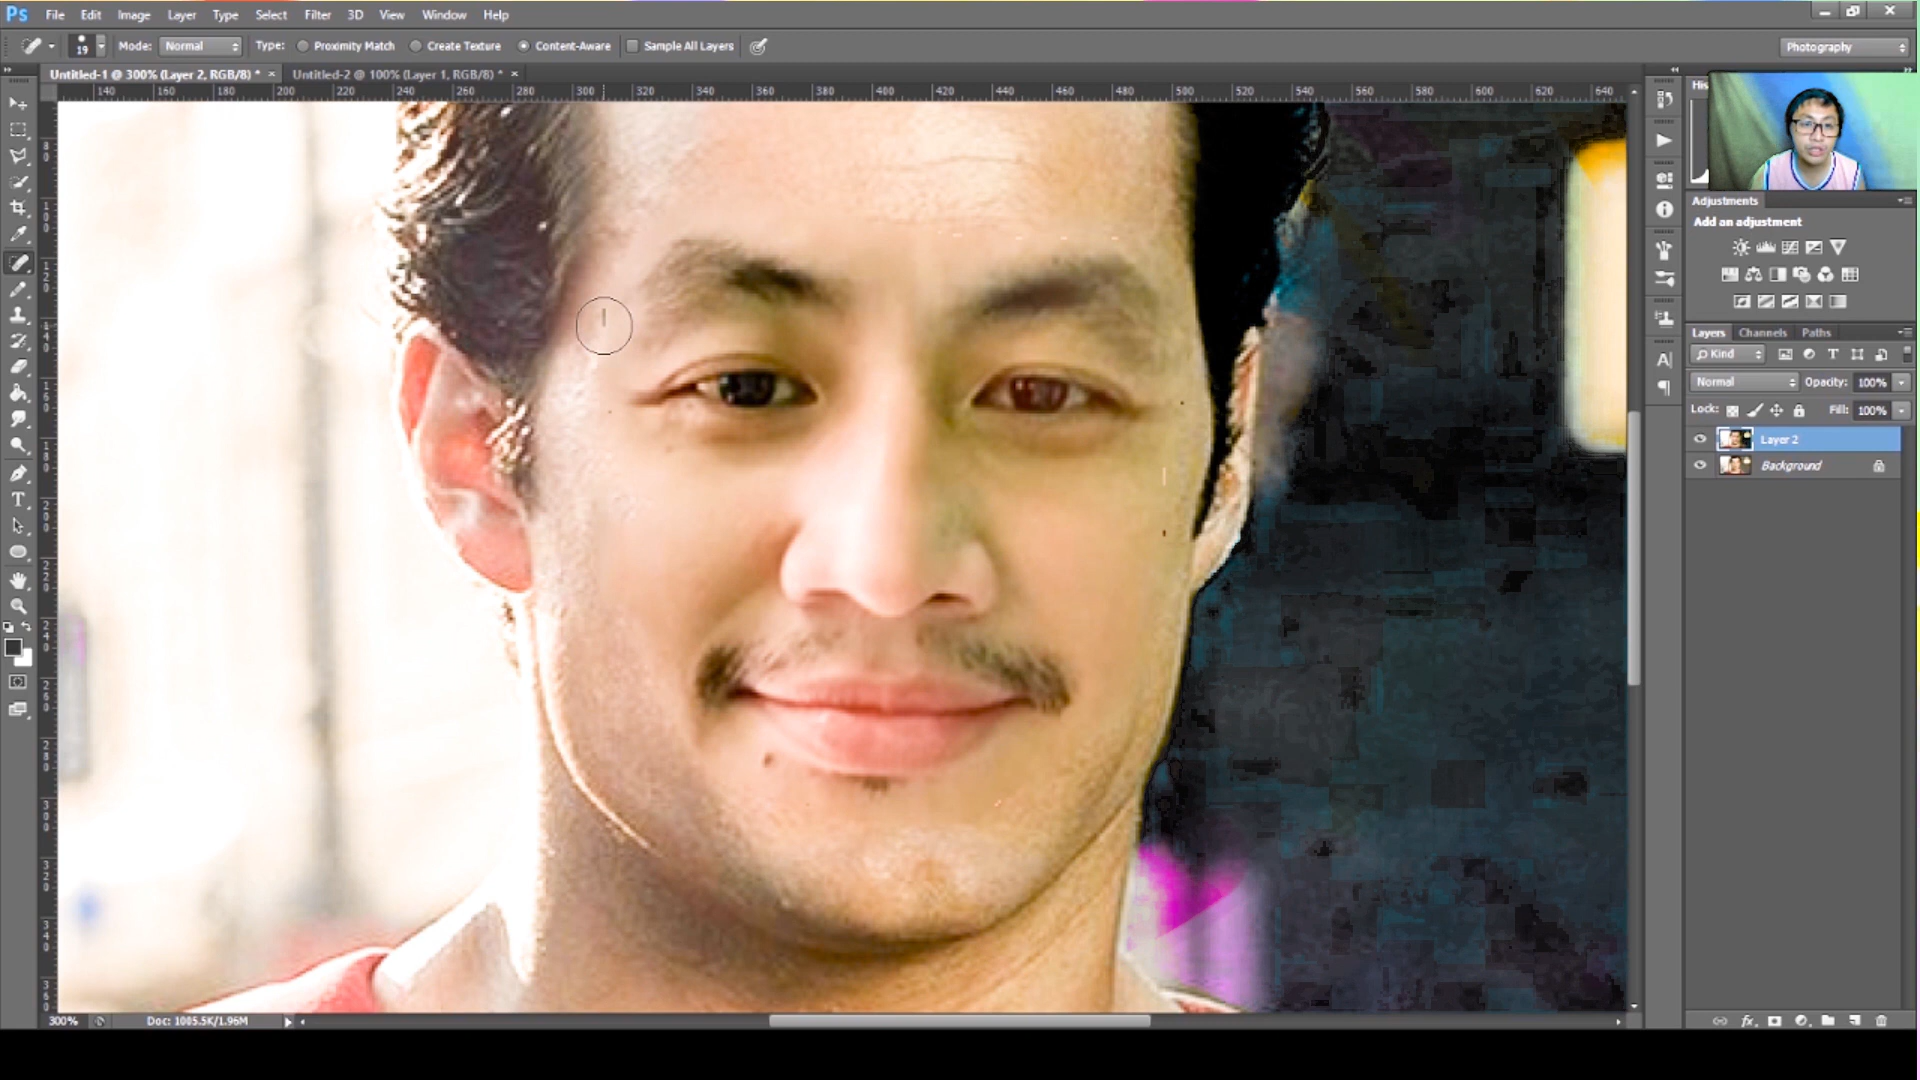 Ps File Edit Image Layer Type Select Filter 3D View Window Help
19 Mode: Normal Type: Proximity Match Create Texture Content-Aware Sample All Layers Photography
Untitled-1 @ 300% (Layer 2, RGB/8) * × Untitled-2 @ 100% (Layer 1, RGB/8) * ×
140 160 180 200 220 240 260 280 300 320 340 360 380 400 420 440 460 480 500 520 540 560 580 600 620 640
His
Adjustments
Add an adjustment
Layers Channels Paths
Kind
Normal Opacity: 100%
Lock: Fill: 100%
Layer 2
Background
300% Doc: 1005.5K/1.96M